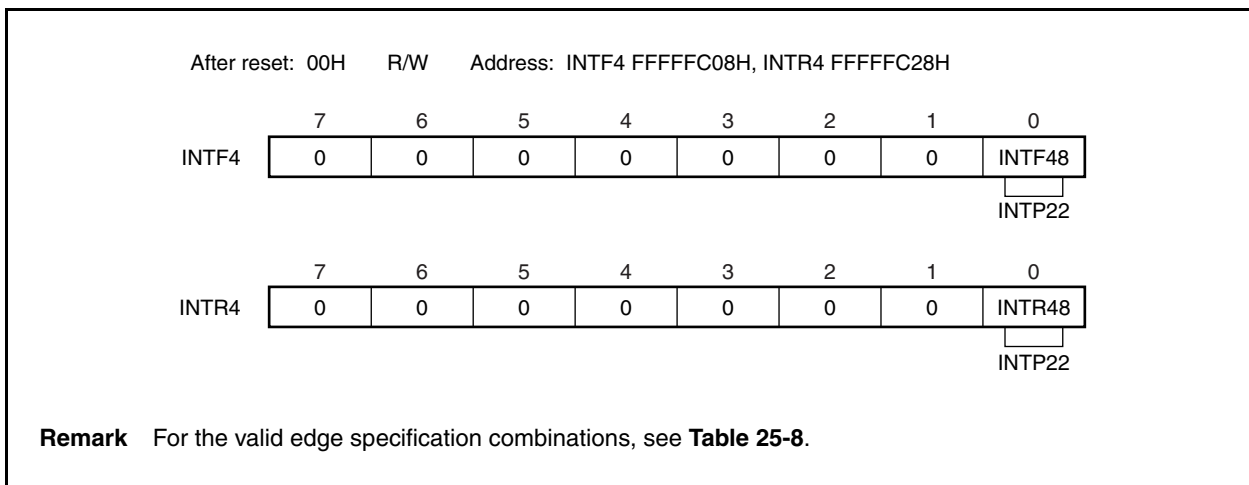 After reset: 00H R/W Address: INTF4 FFFFFC08H, INTR4 FFFFFC28H
7 6 5 4 3 2 1 0
INTF4 0 0 0 0 0 0 0 INTF48
INTP22
7 6 5 4 3 2 1 0
INTR4 0 0 0 0 0 0 0 INTR48
INTP22
Remark For the valid edge specification combinations, see Table 25-8.